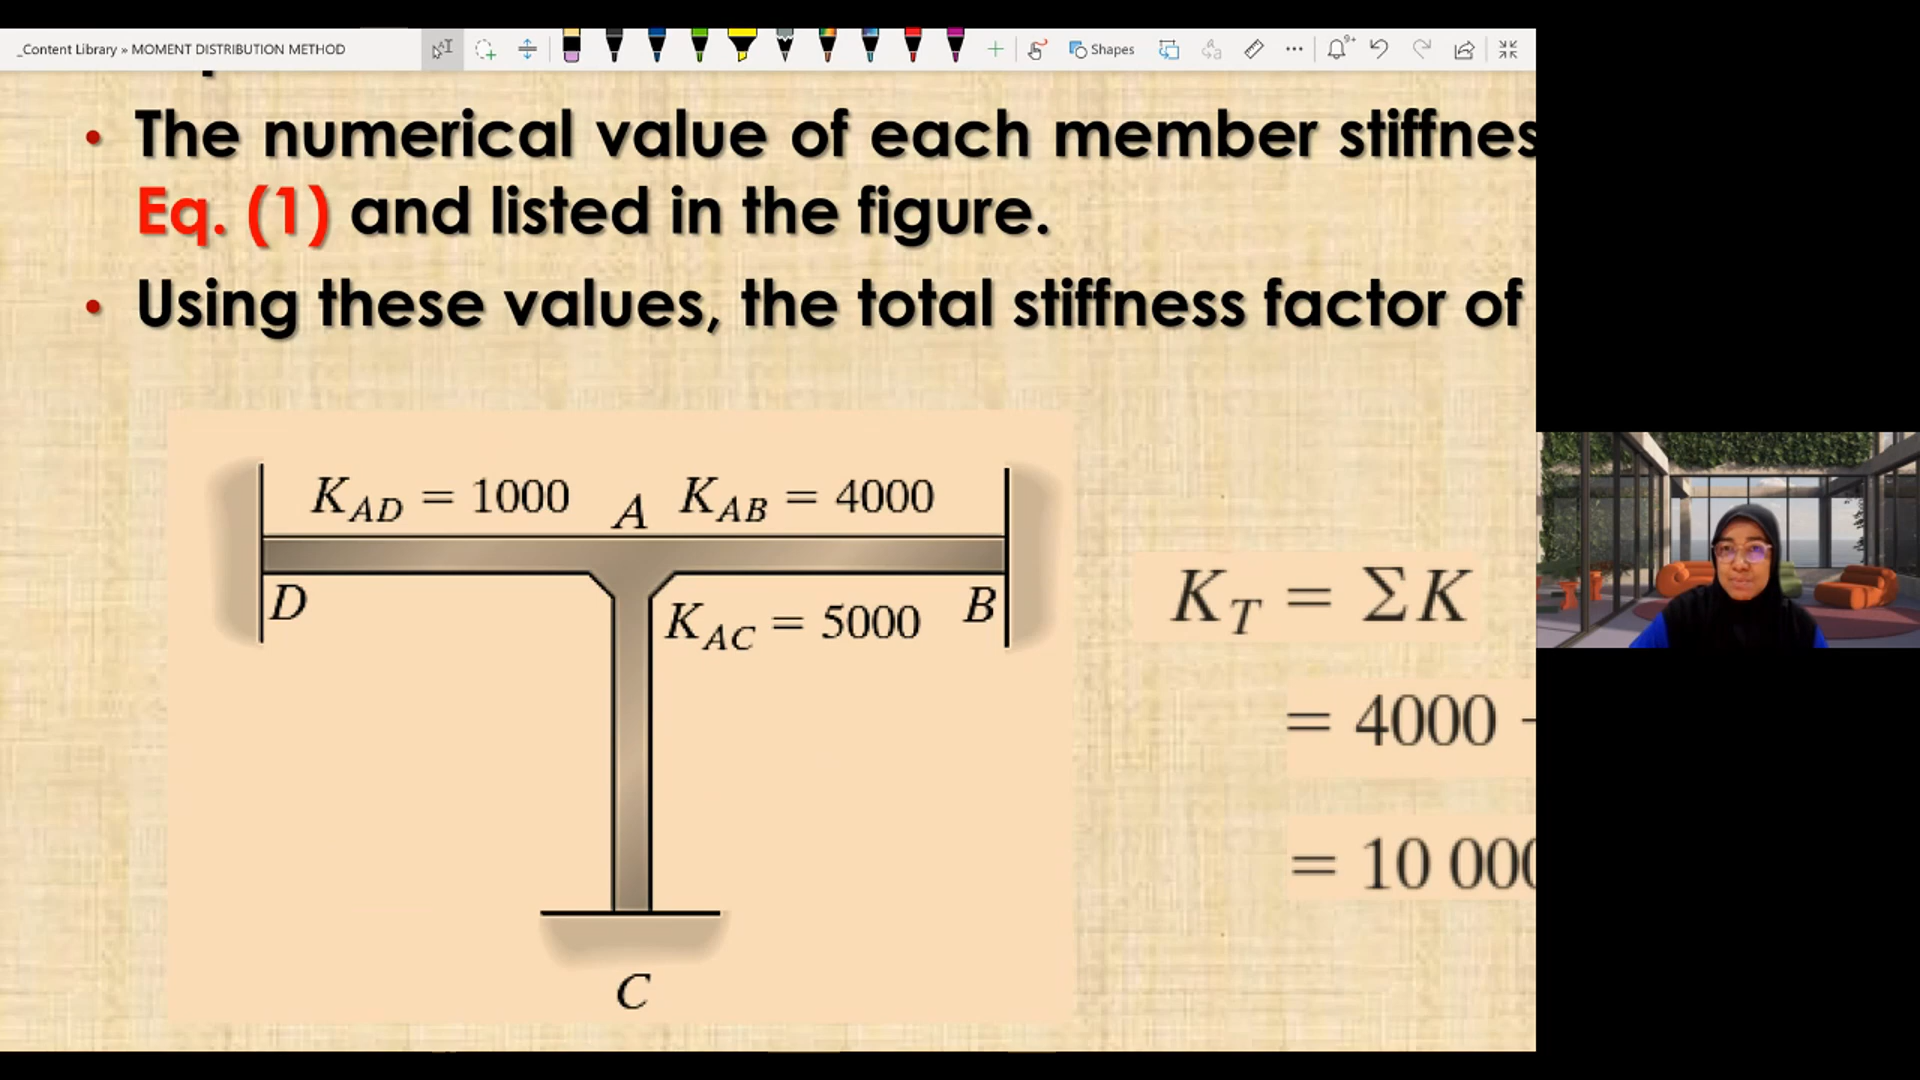 _Content Library » MOMENT DISTRIBUTION METHOD
Shapes
9+
• The numerical value of each member
Eq. (1) and listed in the figure.
• Using these values, the total stiffness factor of
K_AD = 1000 A K_AB = 4000
D
K_AC = 5000 B
C
K_T = ΣK
= 4000
= 10 000